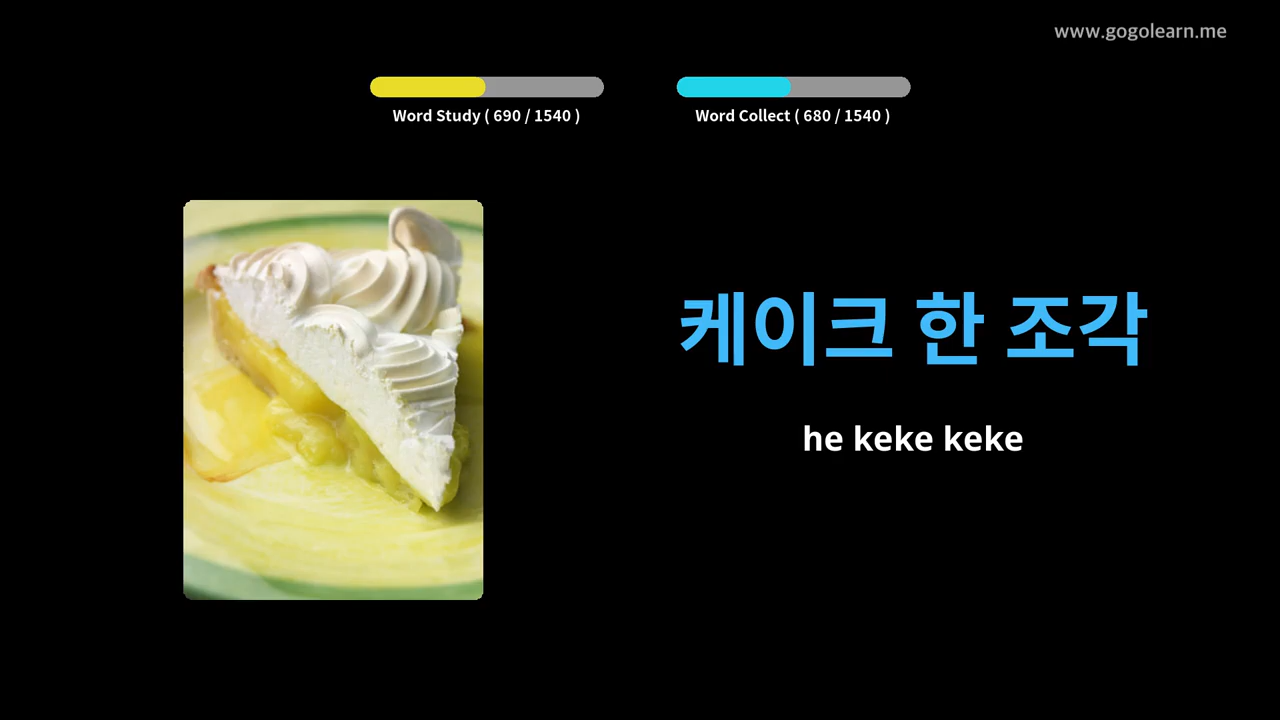 www.gogolearn.me
Word Study ( 690 / 1540 )
Word Collect ( 680 / 1540 )
케이크 한 조각
he keke keke